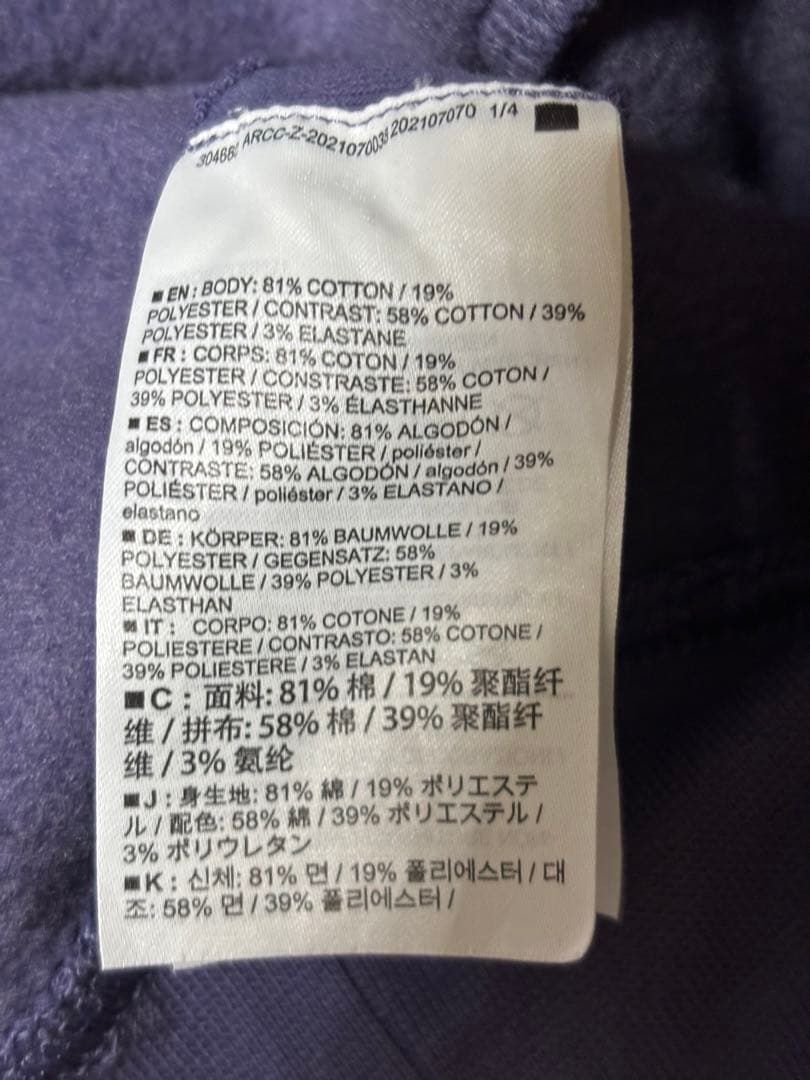 30468 ARCC-Z-2021070035 202107070 1/4
■ EN : BODY: 81% COTTON / 19%
POLYESTER / CONTRAST: 58% COTTON / 39%
POLYESTER / 3% ELASTANE
■ FR : CORPS: 81% COTON / 19%
POLYESTER / CONSTRASTE: 58% COTON /
39% POLYESTER / 3% ÉLASTHANNE
■ ES : COMPOSICIÓN: 81% ALGODÓN /
algodón / 19% POLIÉSTER / poliéster /
CONTRASTE: 58% ALGODÓN / algodón / 39%
POLIÉSTER / poliéster / 3% ELASTANO /
elastano
■ DE : KÖRPER: 81% BAUMWOLLE / 19%
POLYESTER / GEGENSATZ: 58%
BAUMWOLLE / 39% POLYESTER / 3%
ELASTHAN
■ IT : CORPO: 81% COTONE / 19%
POLIESTERE / CONTRASTO: 58% COTONE /
39% POLIESTERE / 3% ELASTAN
■ C : 面料: 81% 棉 / 19% 聚酯纤
维 / 拼布: 58% 棉 / 39% 聚酯纤
维 / 3% 氨纶
■ J : 身生地: 81% 綿 / 19% ポリエステ
ル / 配色: 58% 綿 / 39% ポリエステル /
3% ポリウレタン
■ K : 신체: 81% 면 / 19% 폴리에스터 / 대
조: 58% 면 / 39% 폴리에스터 /